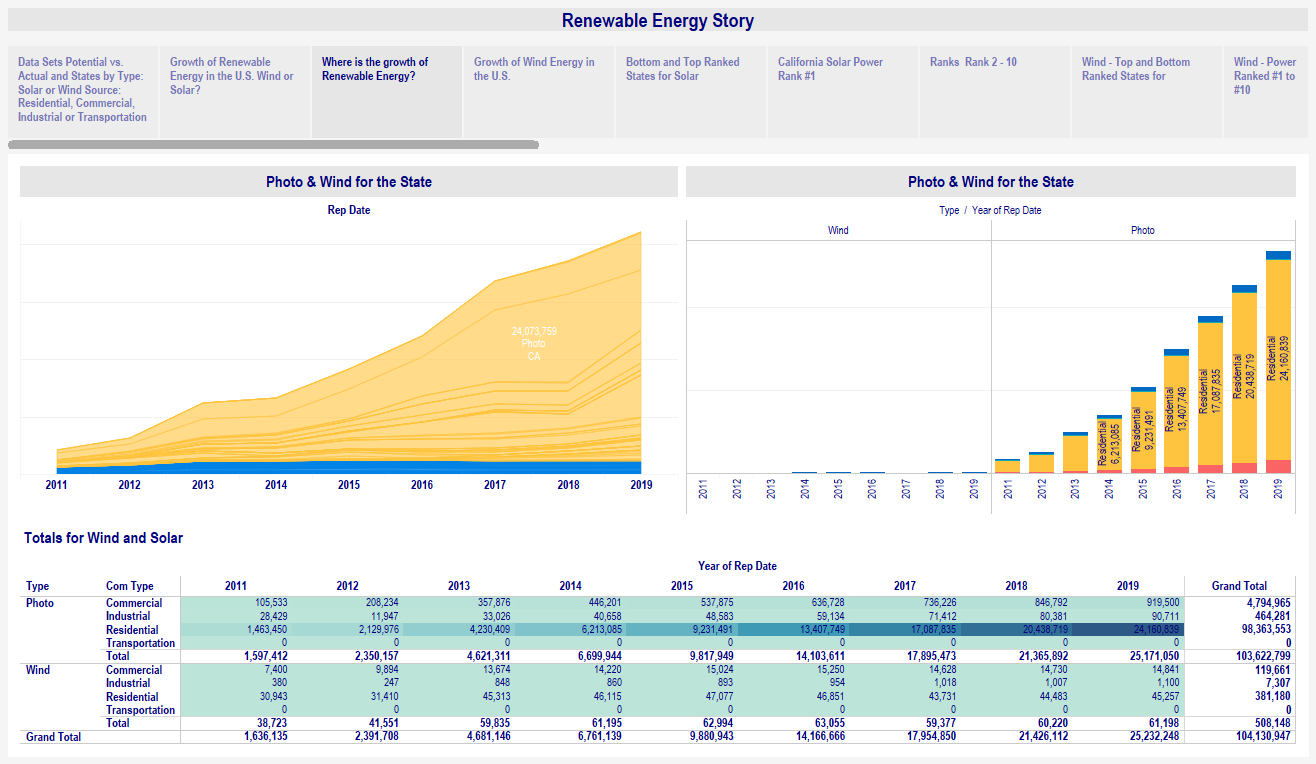 Renewable Energy Story
Data Sets Potential vs.
Actual and States by Type:
Solar or Wind Source:
Residential, Commercial,
Industrial or Transportation
Growth of Renewable
Energy in the U.S. Wind or
Solar?
Where is the growth of
Renewable Energy?
Growth of Wind Energy in
the U.S.
Bottom and Top Ranked
States for Solar
California Solar Power
Rank #1
Ranks Rank 2 - 10
Wind - Top and Bottom
Ranked States for
Wind - Power
Ranked #1 to
#10
Photo & Wind for the State
Rep Date
24,073,759
Photo
CA
2011 2012 2013 2014 2015 2016 2017 2018 2019
Photo & Wind for the State
Type / Year of Rep Date
Wind Photo
Residential
6,213,085
Residential
9,231,491
Residential
13,407,749
Residential
17,087,835
Residential
20,438,719
Residential
24,160,839
2011 2012 2013 2014 2015 2016 2017 2018 2019 2011 2012 2013 2014 2015 2016 2017 2018 2019
Totals for Wind and Solar
Year of Rep Date
Type Com Type 2011 2012 2013 2014 2015 2016 2017 2018 2019 Grand Total
Photo Commercial 105,533 208,234 357,876 446,201 537,875 636,728 736,226 846,792 919,500 4,794,965
Industrial 28,429 11,947 33,026 40,658 48,583 59,134 71,412 80,381 90,711 464,281
Residential 1,463,450 2,129,976 4,230,409 6,213,085 9,231,491 13,407,749 17,087,835 20,438,719 24,160,839 98,363,553
Transportation 0 0 0 0 0 0 0 0 0 0
Total 1,597,412 2,350,157 4,621,311 6,699,944 9,817,949 14,103,611 17,895,473 21,365,892 25,171,050 103,622,799
Wind Commercial 7,400 9,894 13,674 14,220 15,024 15,250 14,628 14,730 14,841 119,661
Industrial 380 247 848 860 893 954 1,018 1,007 1,100 7,307
Residential 30,943 31,410 45,313 46,115 47,077 46,851 43,731 44,483 45,257 381,180
Transportation 0 0 0 0 0 0 0 0 0 0
Total 38,723 41,551 59,835 61,195 62,994 63,055 59,377 60,220 61,198 508,148
Grand Total 1,636,135 2,391,708 4,681,146 6,761,139 9,880,943 14,166,666 17,954,850 21,426,112 25,232,248 104,130,947